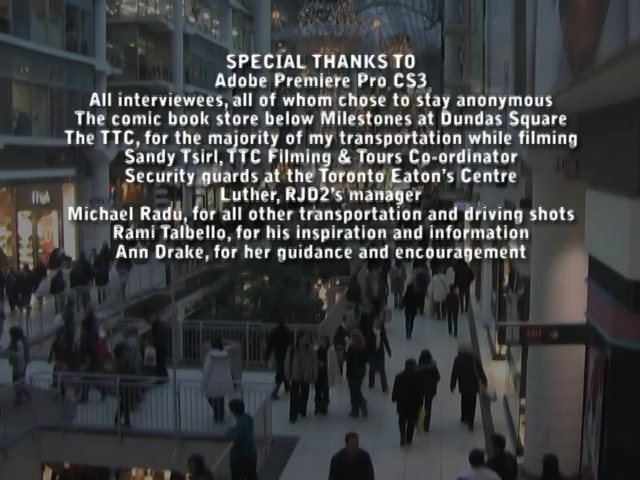 SPECIAL THANKS TO
Adobe Premiere Pro CS3
All interviewees, all of whom chose to stay anonymous
The comic book store below Milestones at Dundas Square
The TTC, for the majority of my transportation while filming
Sandy Tsirl, TTC Filming & Tours Co-ordinator
Security guards at the Toronto Eaton's Centre
Luther, RJD2's manager
Michael Radu, for all other transportation and driving shots
Rami Talbello, for his inspiration and information
Ann Drake, for her guidance and encouragement
EXIT